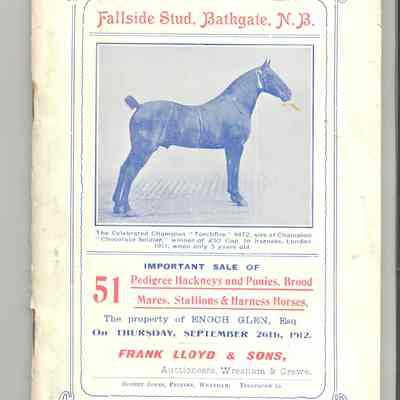 Fallside Stud, Bathgate, N.B.
The Celebrated Champion "Torchfire" 4472, sire of Champion
"Chocolate Soldier," winner of £50 Cup in Harness, London
1911, when only 3 years old.
IMPORTANT SALE OF
51 Pedigree Hackneys and Ponies, Brood
Mares, Stallions & Harness Horses,
The property of ENOCH GLEN, Esq
On THURSDAY, SEPTEMBER 26th, 1912.
FRANK LLOYD & SONS,
Auctioneers, Wrexham & Crewe.